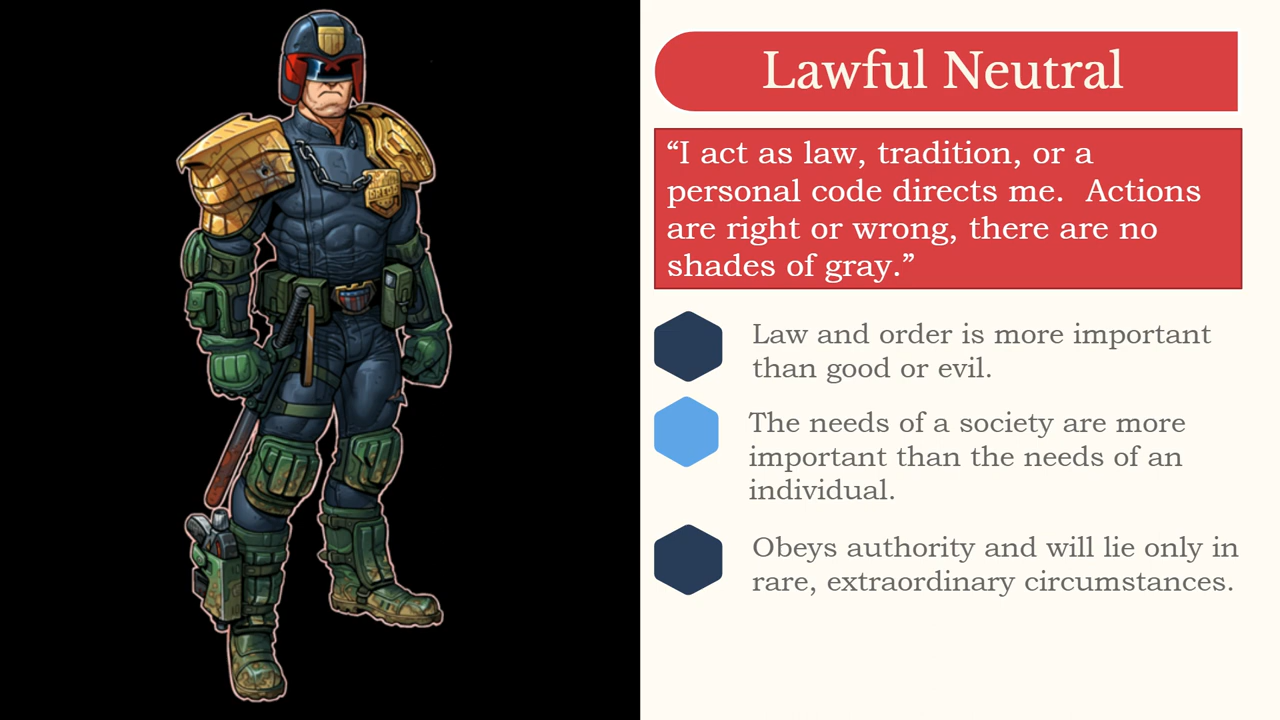 Lawful Neutral
“I act as law, tradition, or a
personal code directs me.  Actions
are right or wrong, there are no
shades of gray.”
Law and order is more important
than good or evil.
The needs of a society are more
important than the needs of an
individual.
Obeys authority and will lie only in
rare, extraordinary circumstances.